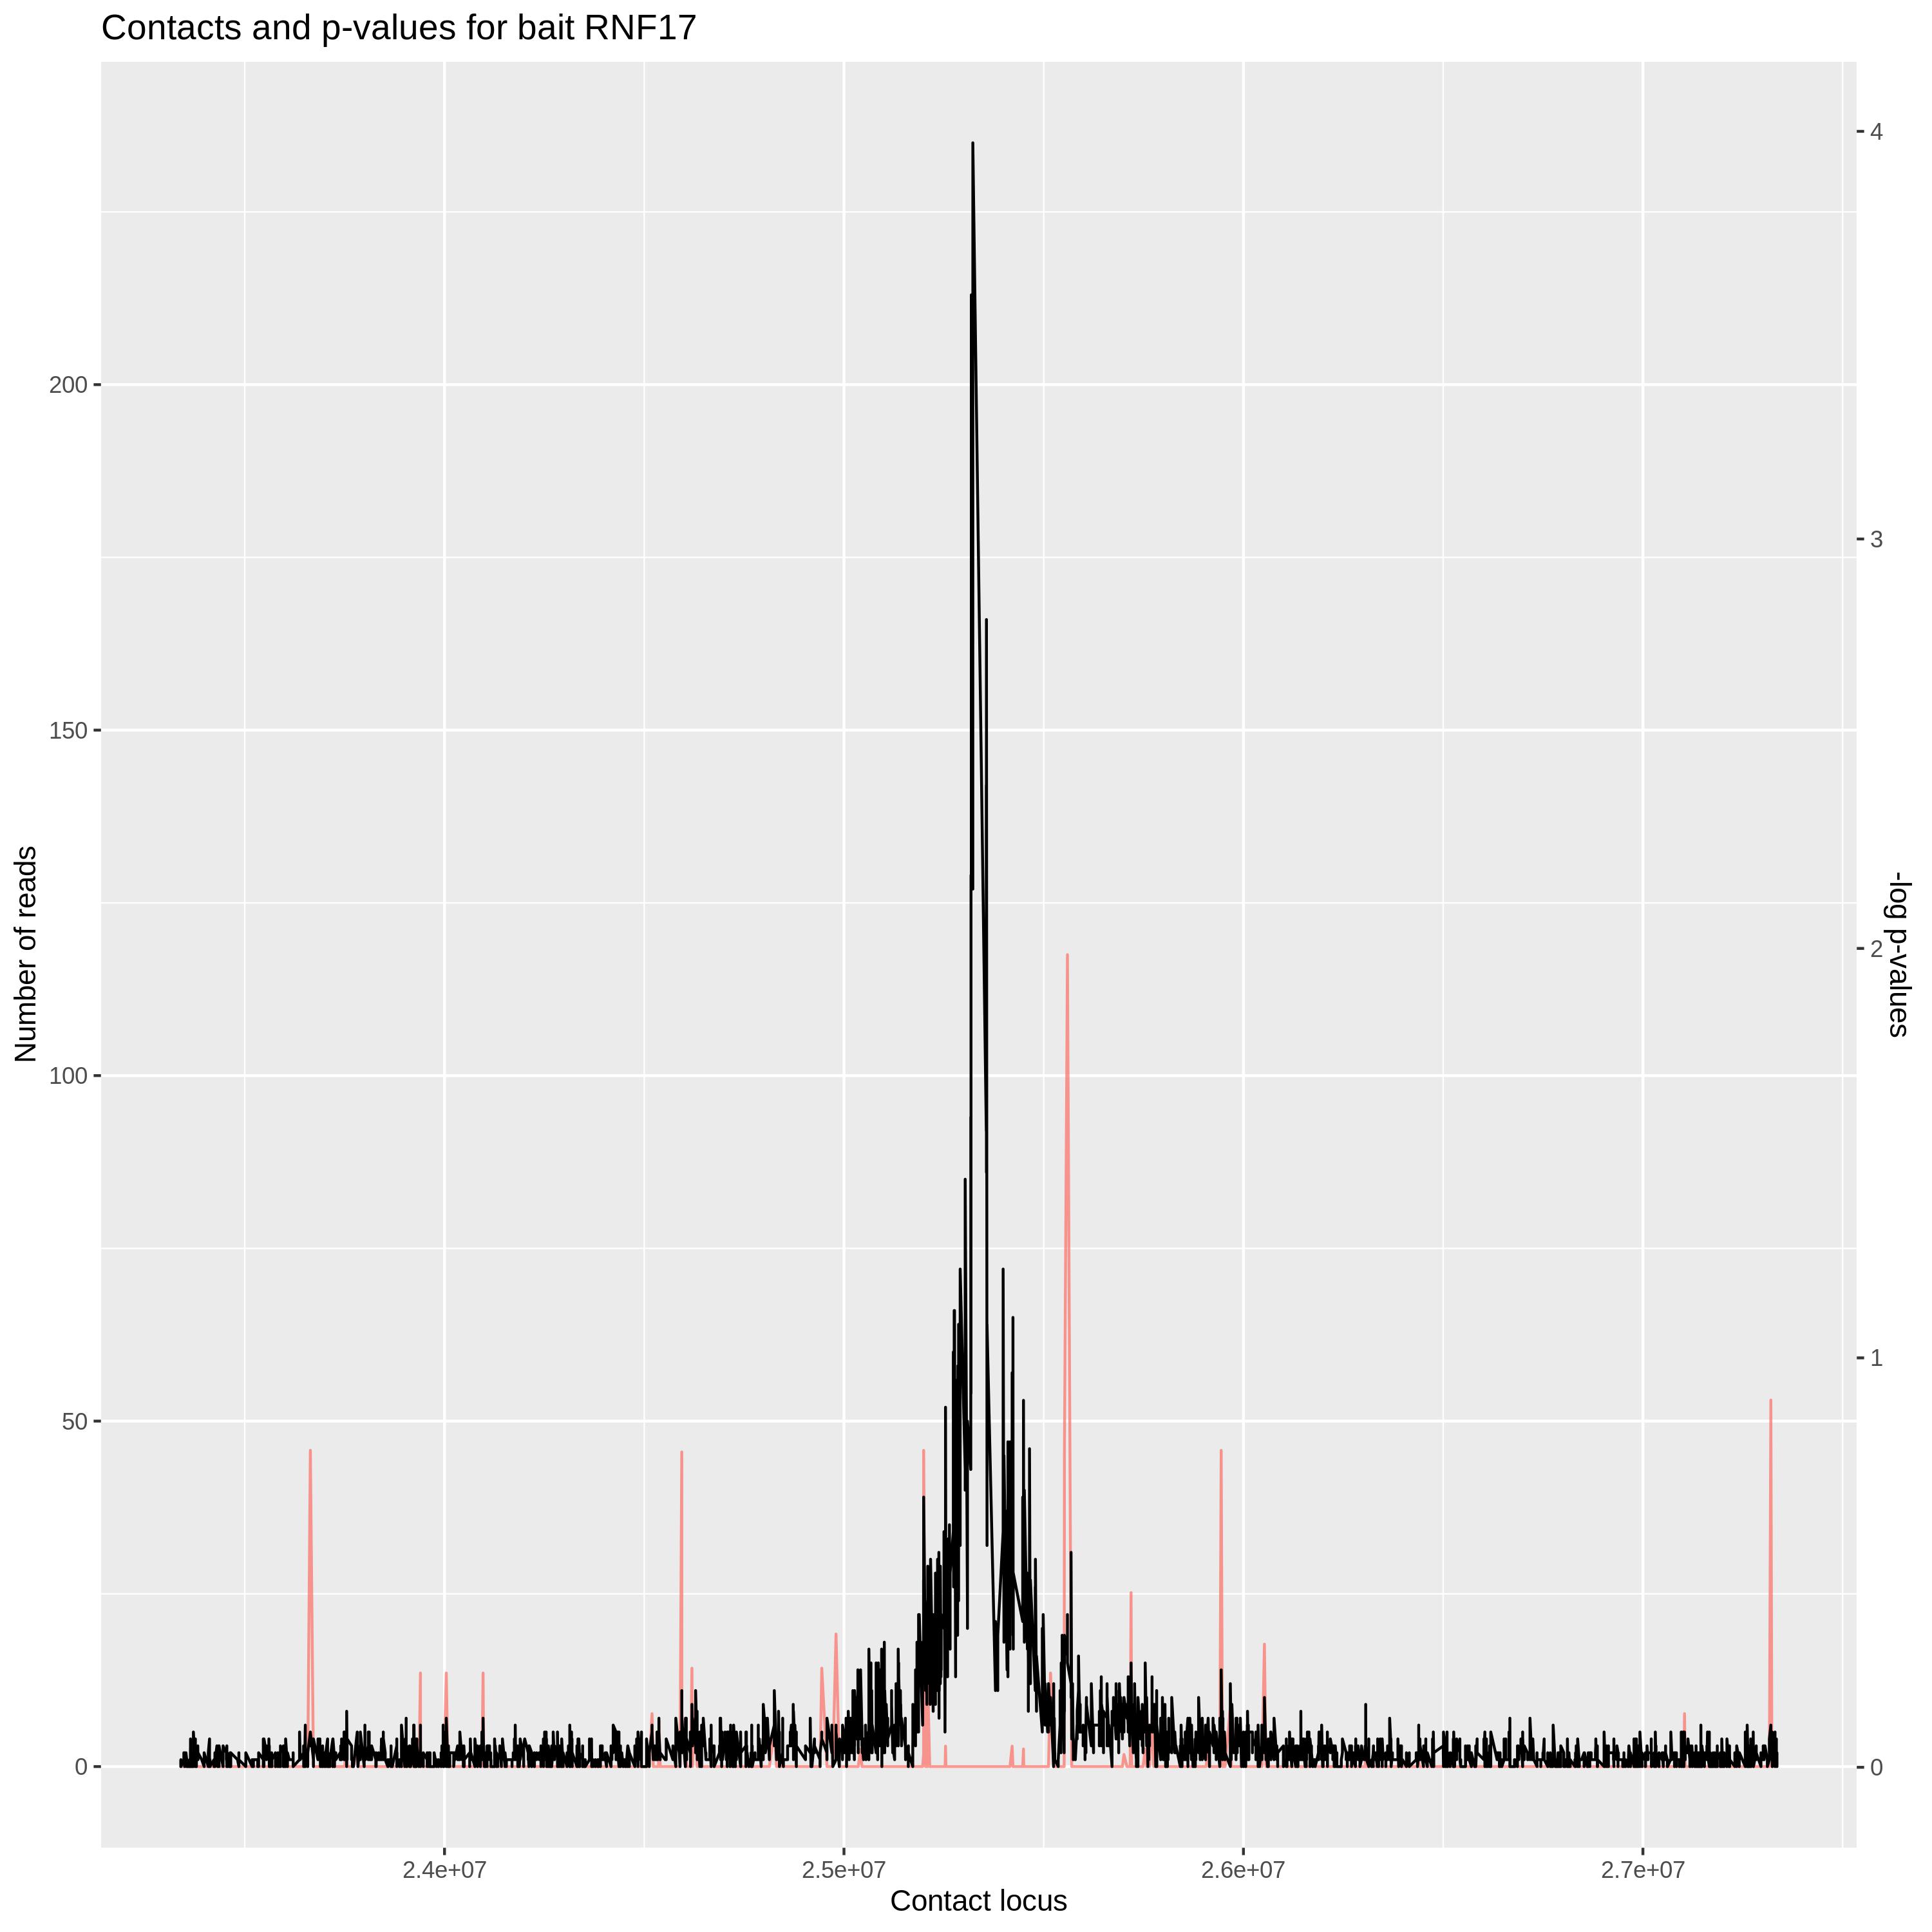 Contacts and p-values for bait RNF17
4
3
2
1
0
200
150
100
50
0
Number of reads
-log p-values
2.4e+07
2.5e+07
2.6e+07
2.7e+07
Contact locus